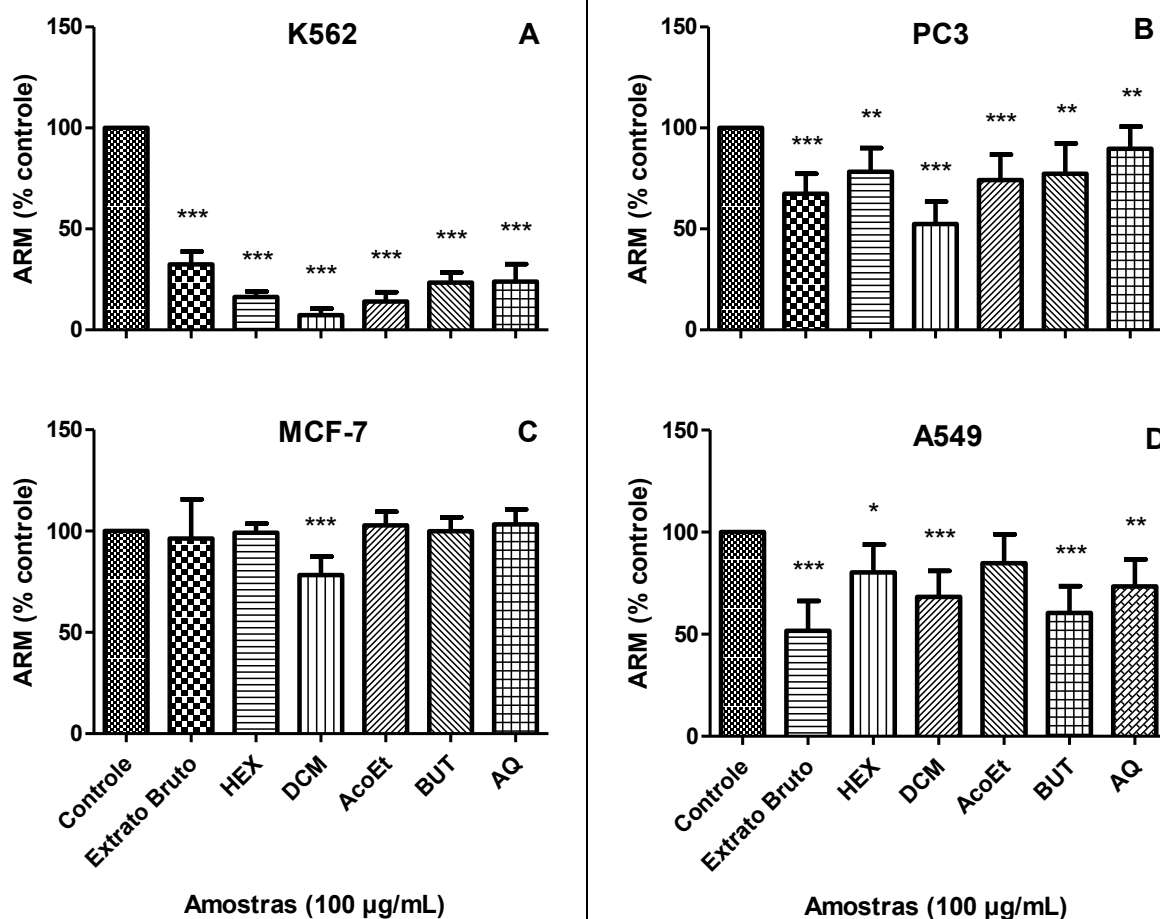 K562 A
ARM (% controle)
150
100
50
0
*** *** *** *** *** ***
PC3 B
ARM (% controle)
150
100
50
0
*** ** *** *** ** **
MCF-7 C
ARM (% controle)
150
100
50
0
***
Controle Extrato Bruto HEX DCM AcoEt BUT AQ
Amostras (100 µg/mL)
A549 D
ARM (% controle)
150
100
50
0
*** * *** *** **
Controle Extrato Bruto HEX DCM AcoEt BUT AQ
Amostras (100 µg/mL)